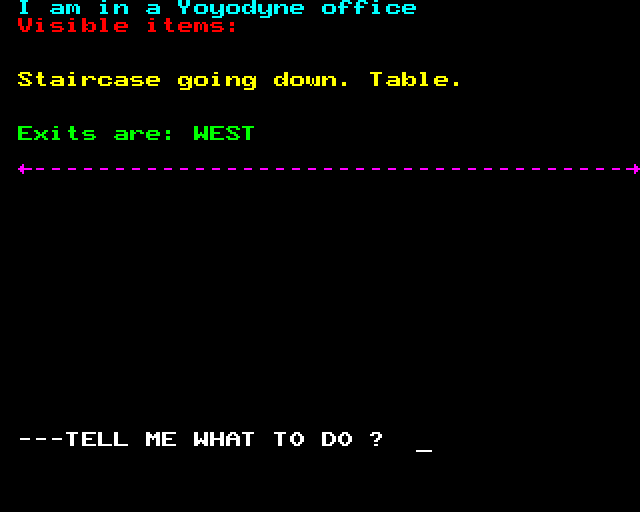 I am in a Yoyodyne office
Visible items:
Staircase going down. Table.
Exits are: WEST
---TELL ME WHAT TO DO ? _